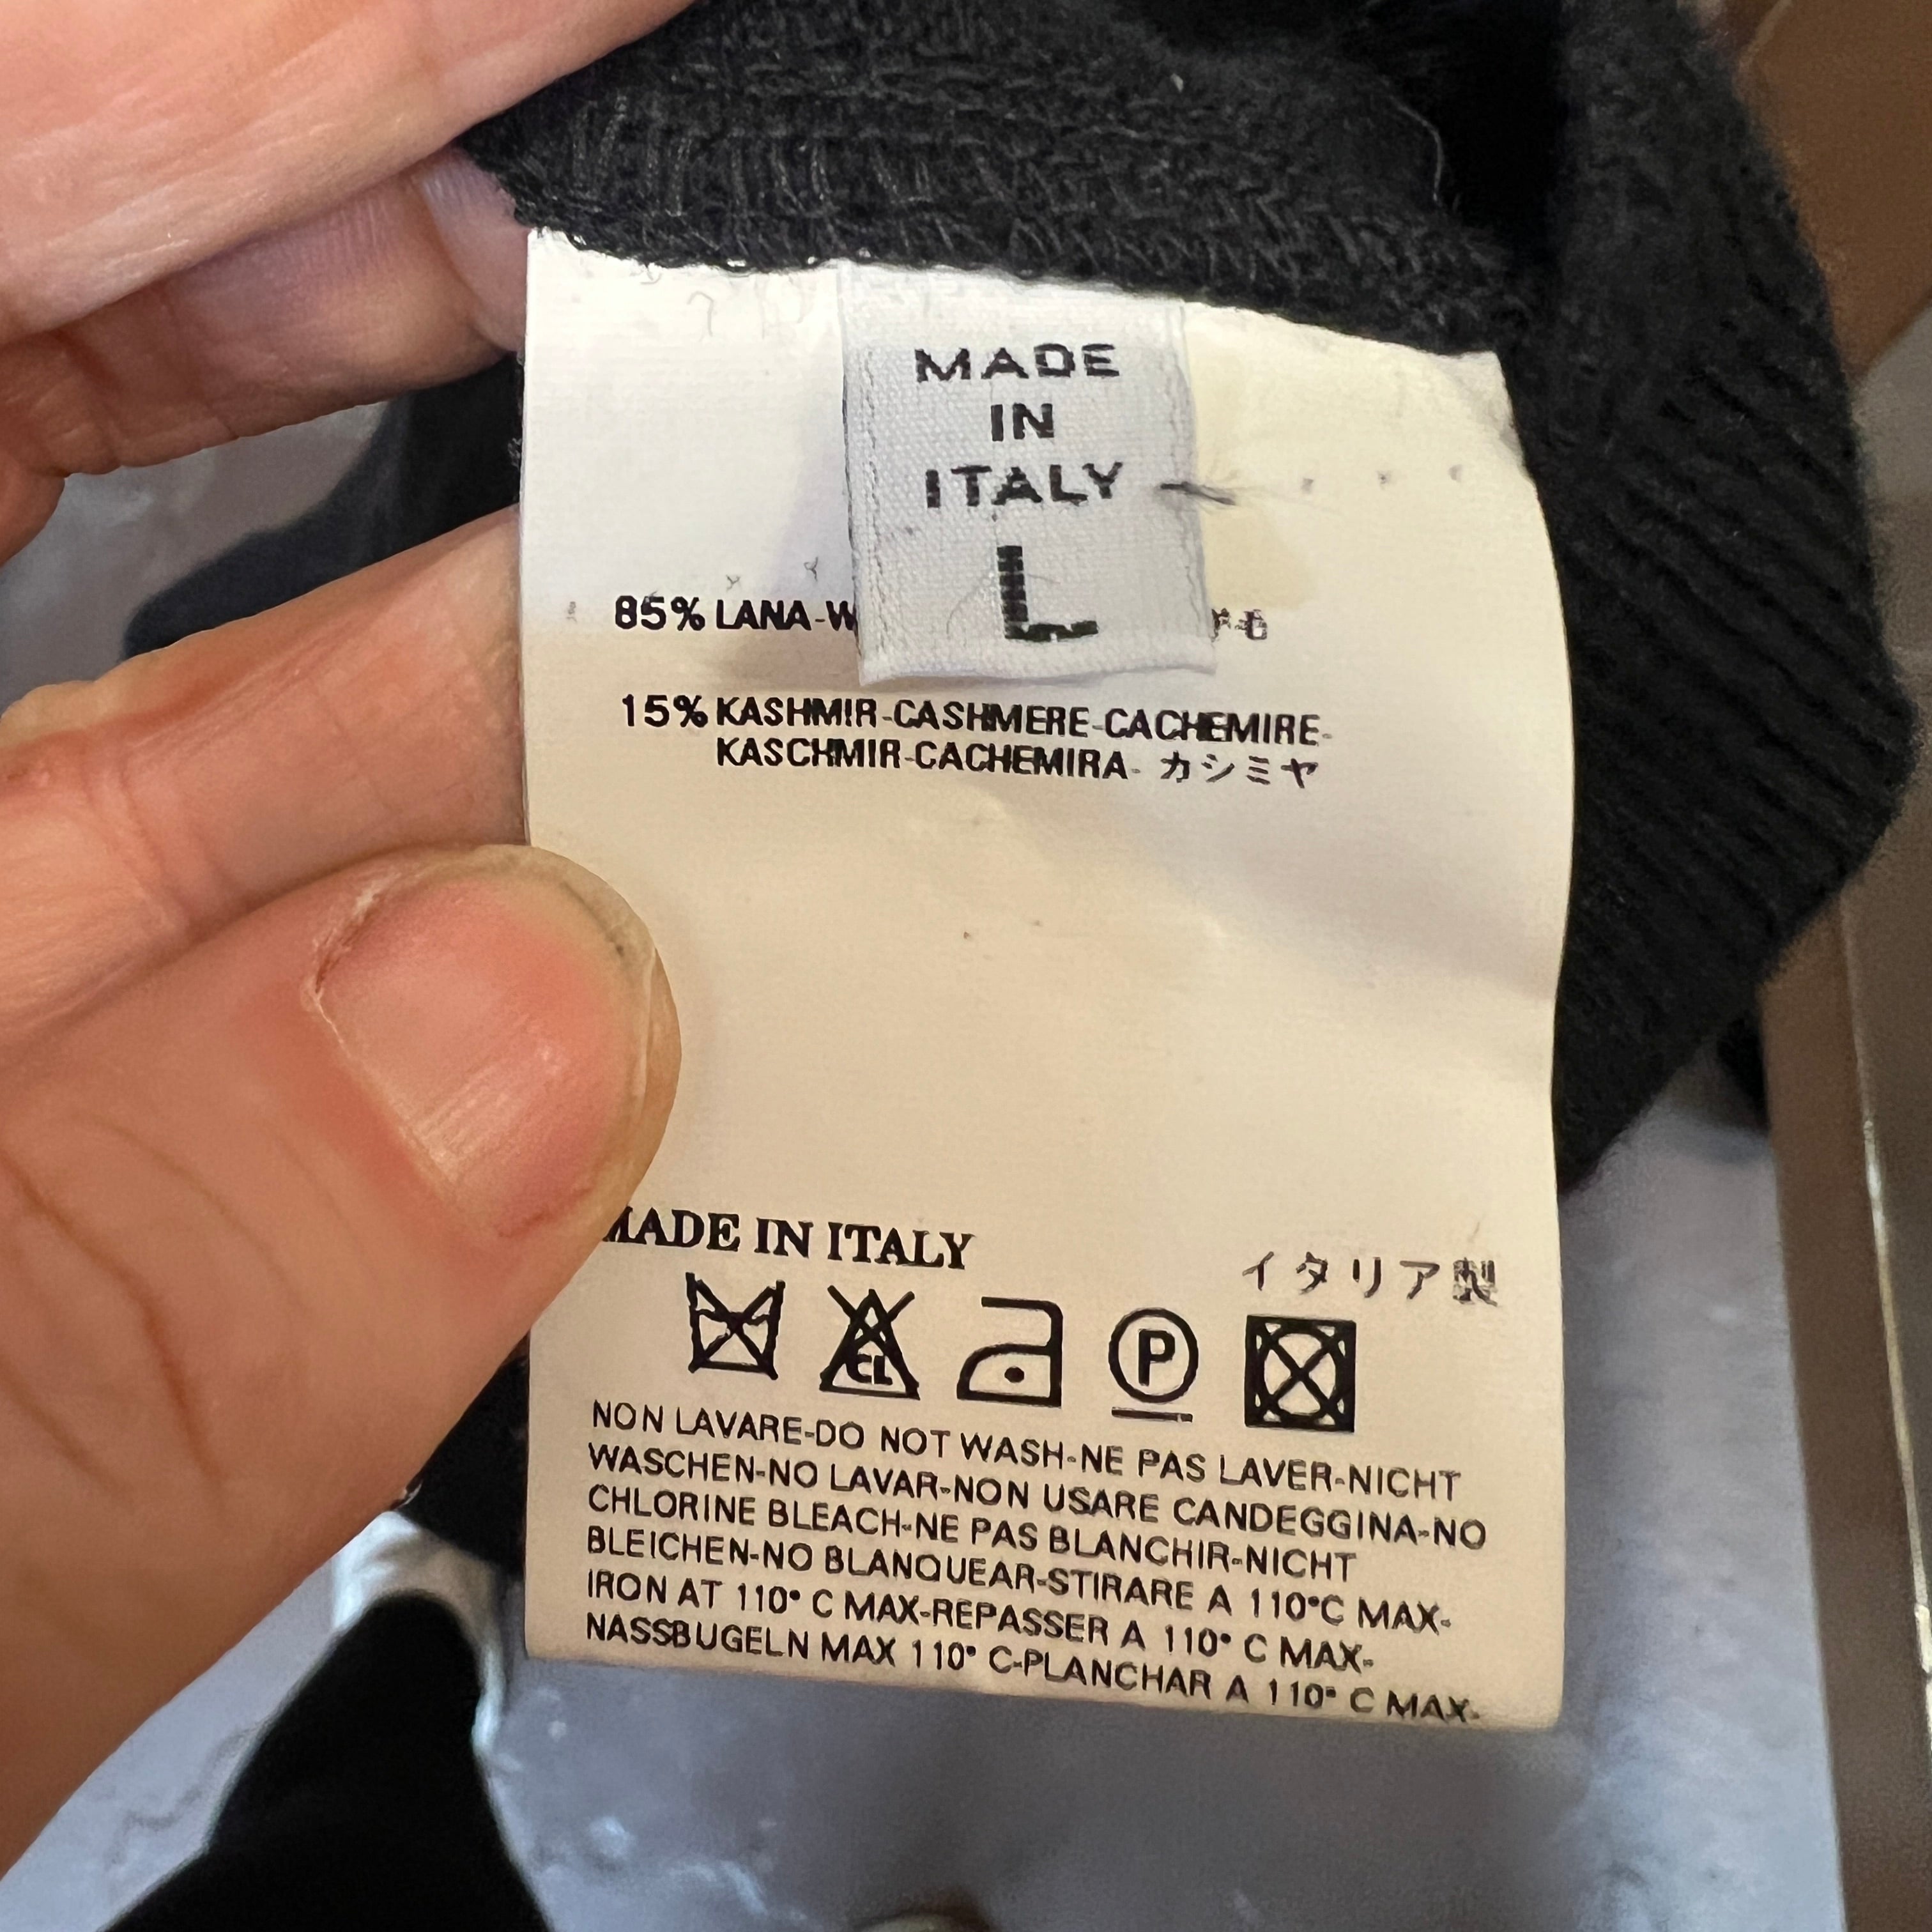 MADE
IN
ITALY
L
85% LANA-W
15% KASHMIR-CASHMERE-CACHEMIRE-
KASCHMIR-CACHEMIRA- カシミヤ
MADE IN ITALY
イタリア製
CL
P
NON LAVARE-DO NOT WASH-NE PAS LAVER-NICHT
WASCHEN-NO LAVAR-NON USARE CANDEGGINA-NO
CHLORINE BLEACH-NE PAS BLANCHIR-NICHT
BLEICHEN-NO BLANQUEAR-STIRARE A 110°C MAX-
IRON AT 110° C MAX-REPASSER A 110° C MAX-
NASSBUGELN MAX 110° C-PLANCHAR A 110° C MAX-